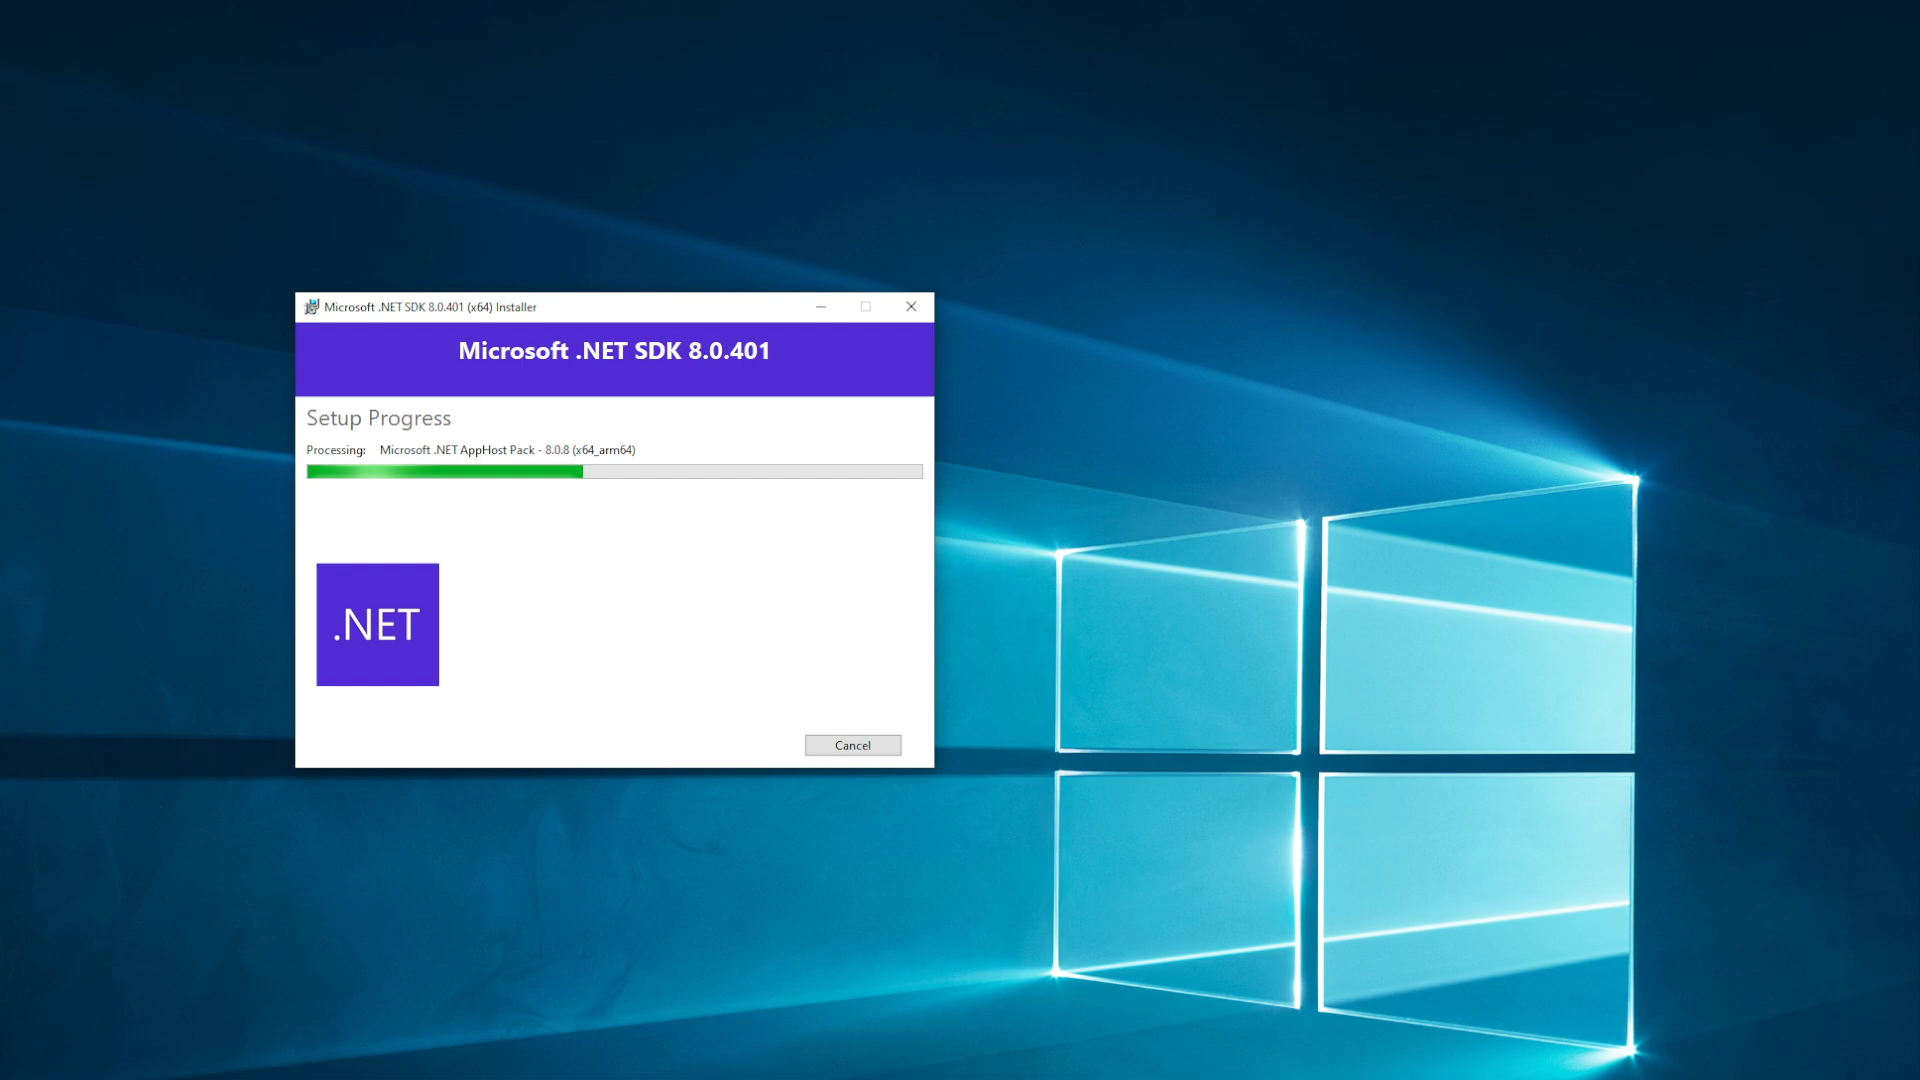 Microsoft .NET SDK 8.0.401 (x64) Installer
Microsoft .NET SDK 8.0.401
Setup Progress
Processing: Microsoft .NET AppHost Pack - 8.0.8 (x64_arm64)
.NET
Cancel